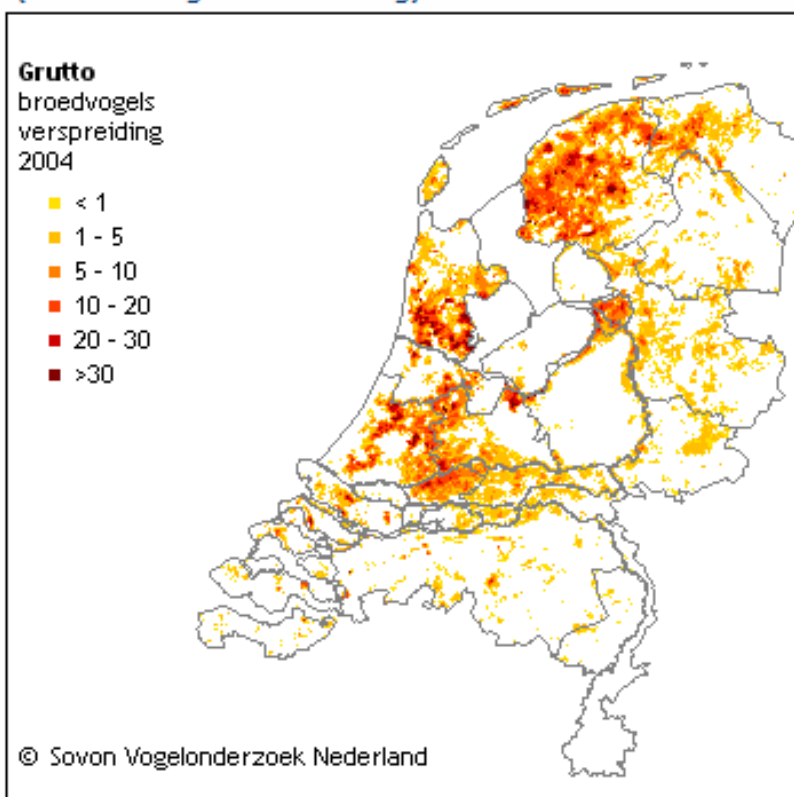 Grutto
broedvogels
verspreiding
2004
< 1
1 - 5
5 - 10
10 - 20
20 - 30
>30
© Sovon Vogelonderzoek Nederland